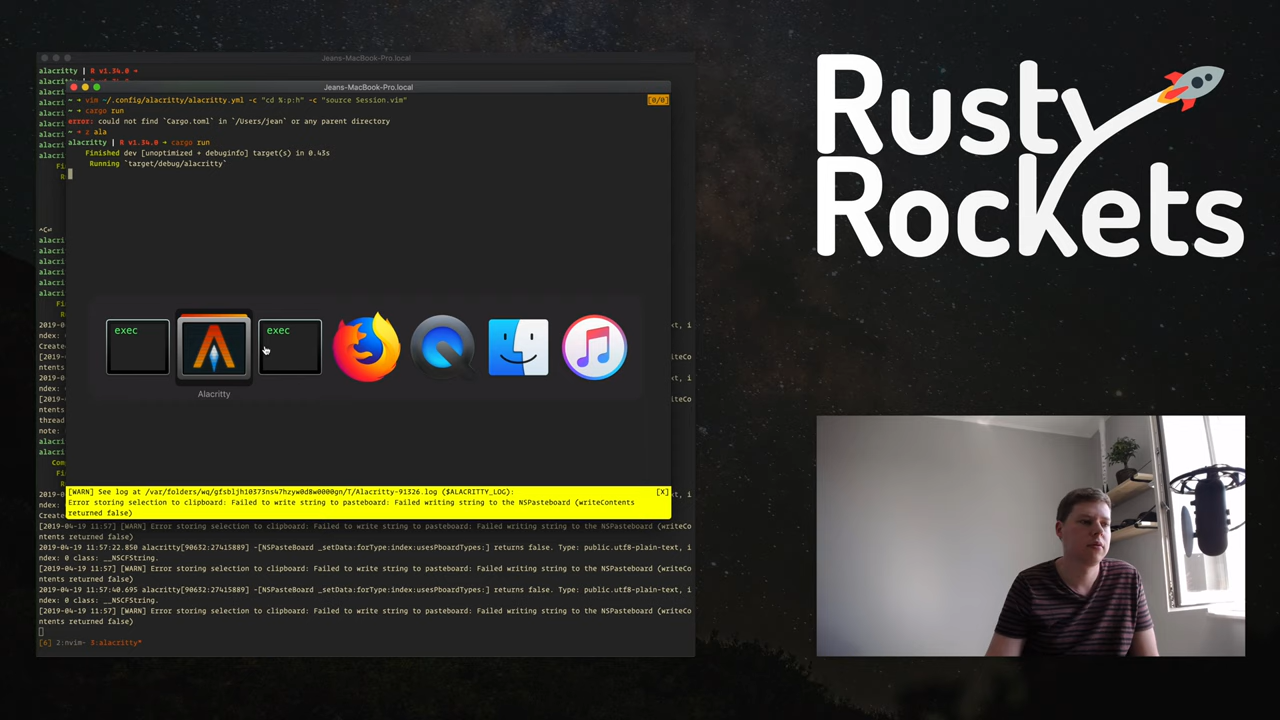 Jeans-MacBook-Pro.local
alacritty | R v1.34.0 →
alacritty
Jeans-MacBook-Pro.local
~ → vim ~/.config/alacritty/alacritty.yml -c "cd %:p:h" -c "source Session.vim"
[0/0]
~ → cargo run
error: could not find `Cargo.toml` in `/Users/jean` or any parent directory
~ → z ala
alacritty | R v1.34.0 → cargo run
Finished dev [unoptimized + debuginfo] target(s) in 0.43s
Running `target/debug/alacritty`
^C⏎
exec
exec
Alacritty
[WARN] See log at /var/folders/wq/gfsbljh10373ns47hzyw0d8w0000gn/T/Alacritty-91326.log ($ALACRITTY_LOG):
[X]
Error storing selection to clipboard: Failed to write string to pasteboard: Failed writing string to the NSPasteboard (writeContents
returned false)
[2019-04-19 11:57] [WARN] Error storing selection to clipboard: Failed to write string to pasteboard: Failed writing string to the NSPasteboard (writeCo
ntents returned false)
2019-04-19 11:57:22.850 alacritty[90632:27415889] -[NSPasteBoard _setData:forType:index:usesPboardTypes:] returns false. Type: public.utf8-plain-text, i
ndex: 0 class: __NSCFString.
[2019-04-19 11:57] [WARN] Error storing selection to clipboard: Failed to write string to pasteboard: Failed writing string to the NSPasteboard (writeCo
ntents returned false)
2019-04-19 11:57:40.695 alacritty[90632:27415889] -[NSPasteBoard _setData:forType:index:usesPboardTypes:] returns false. Type: public.utf8-plain-text, i
ndex: 0 class: __NSCFString.
[2019-04-19 11:57] [WARN] Error storing selection to clipboard: Failed to write string to pasteboard: Failed writing string to the NSPasteboard (writeCo
ntents returned false)
[6] 2:nvim- 3:alacritty*
Rusty
Rockets